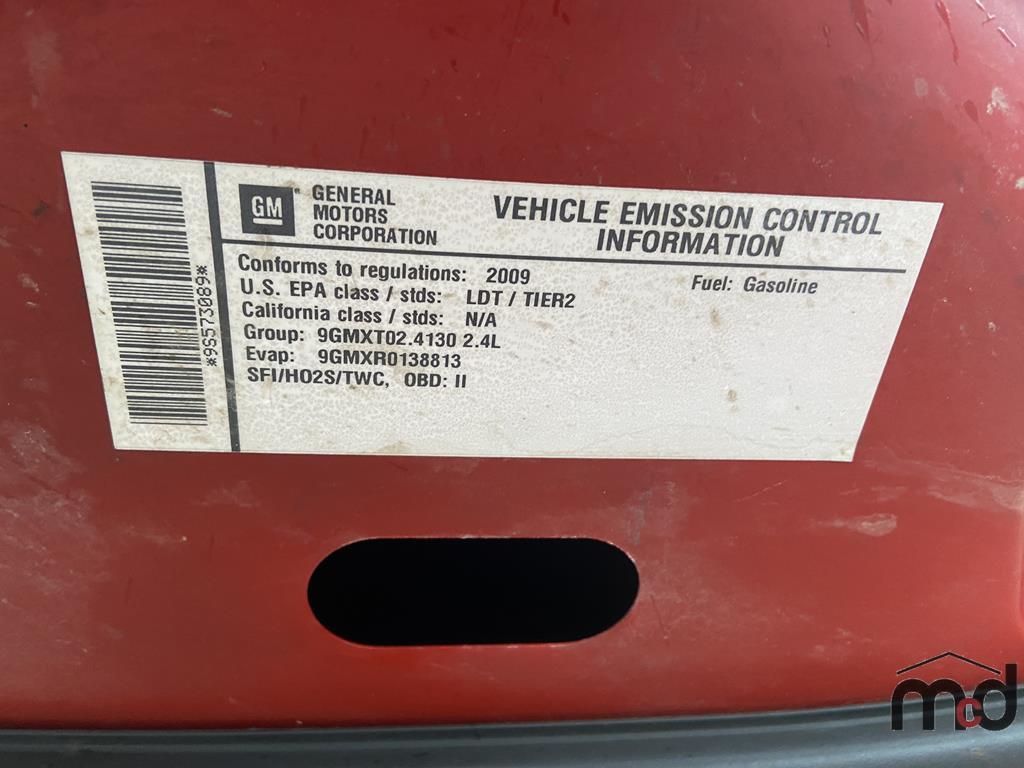 *9S573089*
GM
GENERAL
MOTORS
CORPORATION
VEHICLE EMISSION CONTROL
INFORMATION
Conforms to regulations: 2009
Fuel: Gasoline
U.S. EPA class / stds: LDT / TIER2
California class / stds: N/A
Group: 9GMXT02.4130 2.4L
Evap: 9GMXR0138813
SFI/HO2S/TWC, OBD: II
mcd